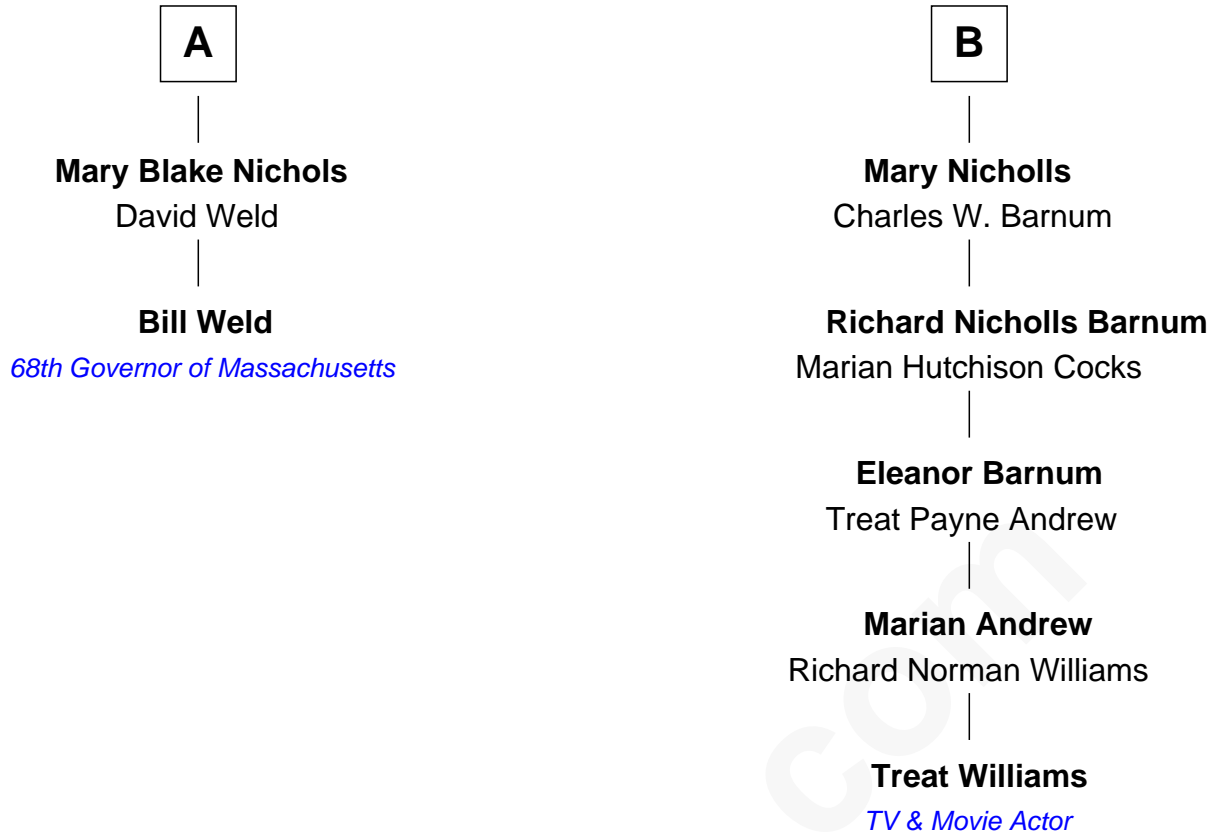 A
Mary Blake Nichols
David Weld
Bill Weld
68th Governor of Massachusetts
B
Mary Nicholls
Charles W. Barnum
Richard Nicholls Barnum
Marian Hutchison Cocks
Eleanor Barnum
Treat Payne Andrew
Marian Andrew
Richard Norman Williams
Treat Williams
TV & Movie Actor
com